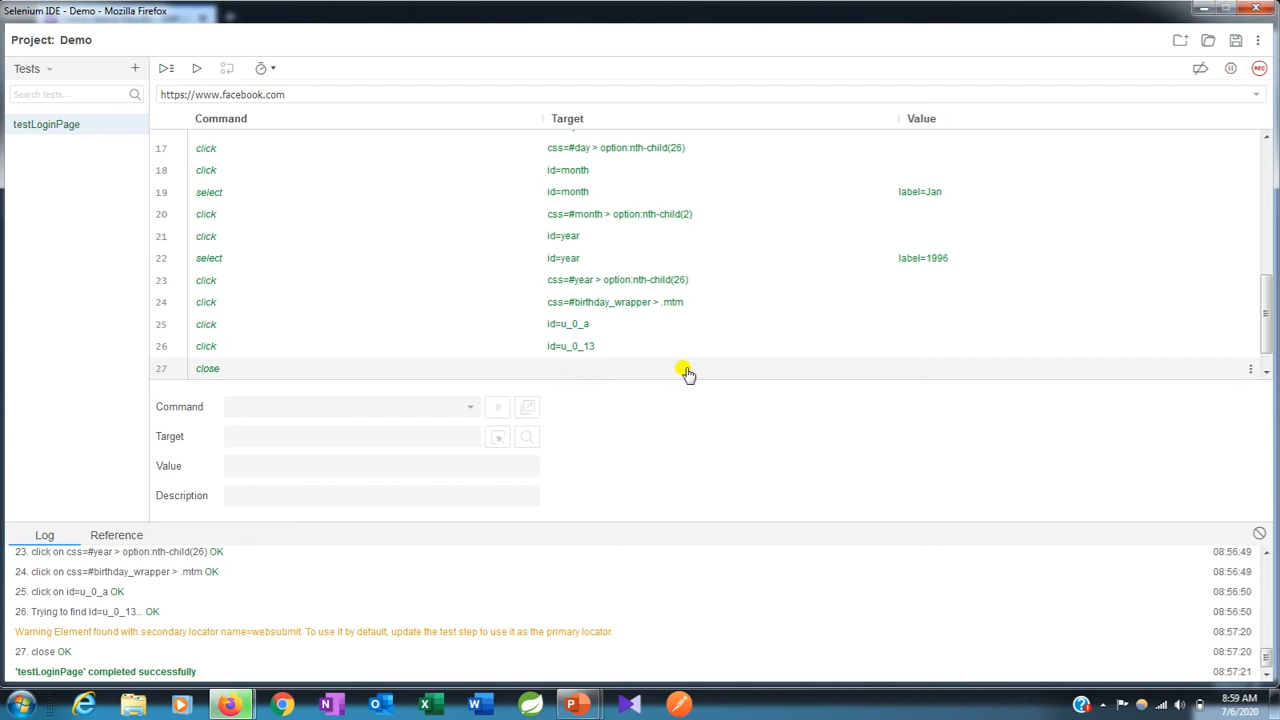 Selenium IDE - Demo - Mozilla Firefox
Project: Demo
Tests
Search tests...
https://www.facebook.com
REC
testLoginPage
Command Target Value
17 click css=#day > option:nth-child(26)
18 click id=month
19 select id=month label=Jan
20 click css=#month > option:nth-child(2)
21 click id=year
22 select id=year label=1996
23 click css=#year > option:nth-child(26)
24 click css=#birthday_wrapper > .mtm
25 click id=u_0_a
26 click id=u_0_13
27 close
Command
Target
Value
Description
Log Reference
23. click on css=#year > option:nth-child(26) OK 08:56:49
24. click on css=#birthday_wrapper > .mtm OK 08:56:49
25. click on id=u_0_a OK 08:56:50
26. Trying to find id=u_0_13... OK 08:56:50
Warning Element found with secondary locator name=websubmit. To use it by default, update the test step to use it as the primary locator. 08:57:20
27. close OK 08:57:20
'testLoginPage' completed successfully 08:57:21
8:59 AM
7/6/2020